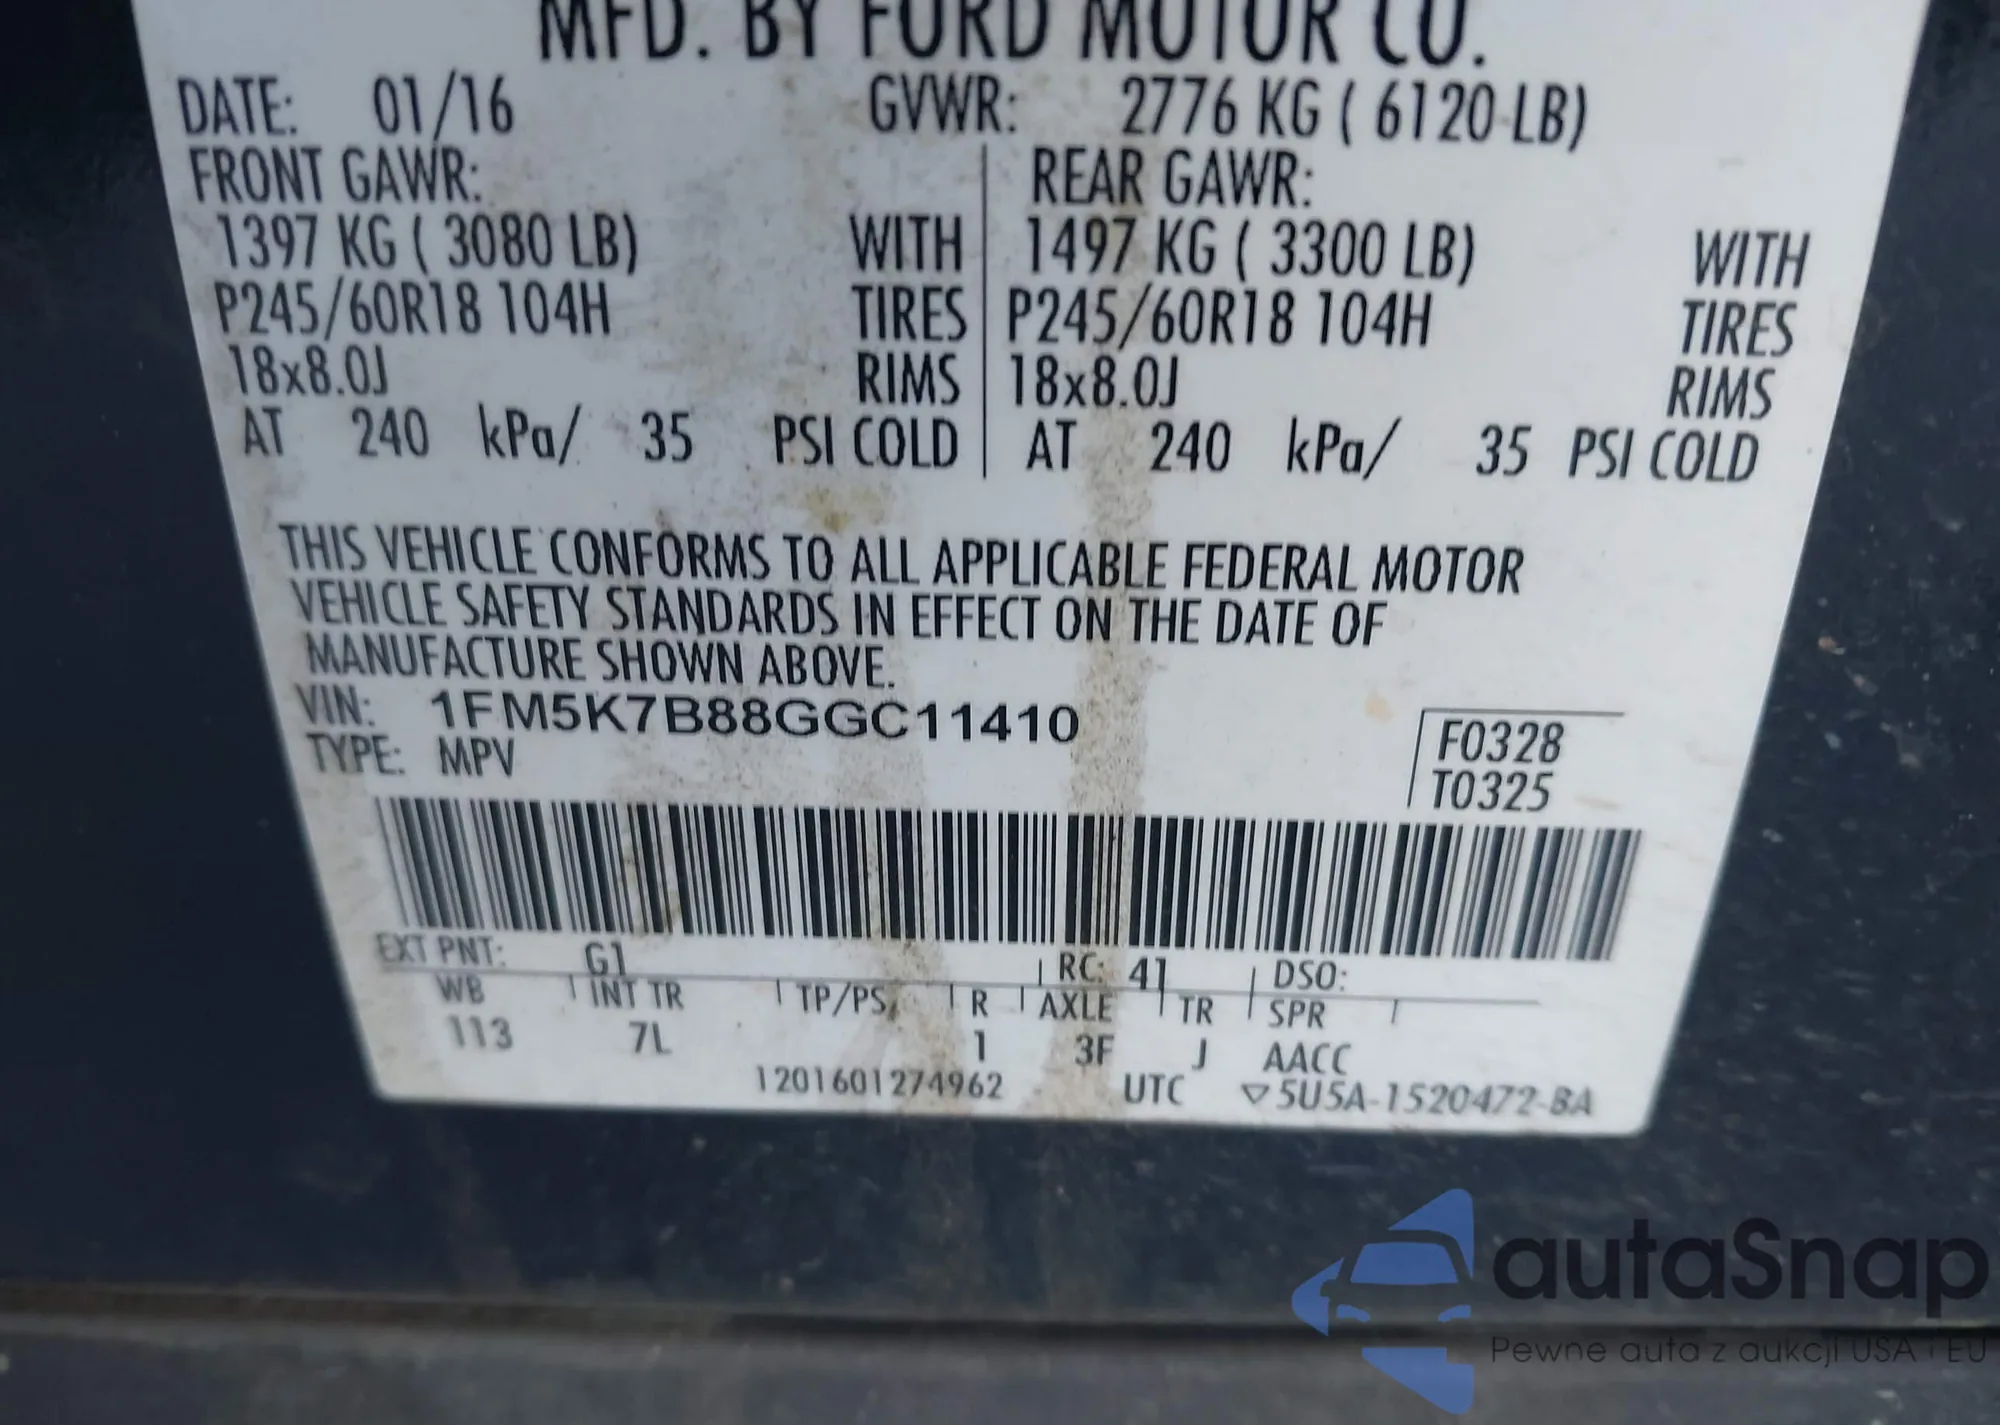 MFD. BY FORD MOTOR CO.
DATE: 01/16 GVWR: 2776 KG ( 6120 LB)
FRONT GAWR: REAR GAWR:
1397 KG ( 3080 LB) WITH 1497 KG ( 3300 LB) WITH
P245/60R18 104H TIRES P245/60R18 104H TIRES
18x8.0J RIMS 18x8.0J RIMS
AT 240 kPa/ 35 PSI COLD AT 240 kPa/ 35 PSI COLD
THIS VEHICLE CONFORMS TO ALL APPLICABLE FEDERAL MOTOR
VEHICLE SAFETY STANDARDS IN EFFECT ON THE DATE OF
MANUFACTURE SHOWN ABOVE.
VIN: 1FM5K7B88GGC11410
TYPE: MPV
F0328
T0325
EXT PNT: G1 RC: 41 DSO:
WB INT TR TP/PS R AXLE TR SPR
113 7L 1 3F J AACC
1201601274962 UTC ▽5U5A-1520472-BA
autaSnap
Pewne auta z aukcji USA i EU